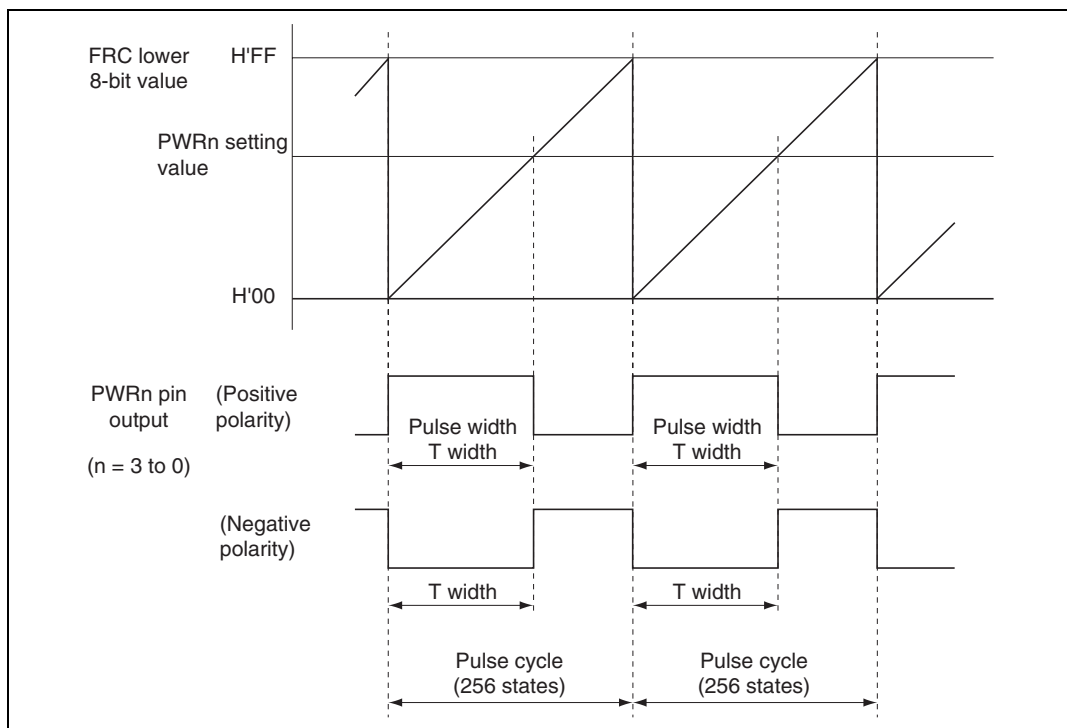 FRC lower
8-bit value
H'FF
PWRn setting
value
H'00
PWRn pin
output
(n = 3 to 0)
(Positive
polarity)
Pulse width
T width
Pulse width
T width
(Negative
polarity)
T width
T width
Pulse cycle
(256 states)
Pulse cycle
(256 states)